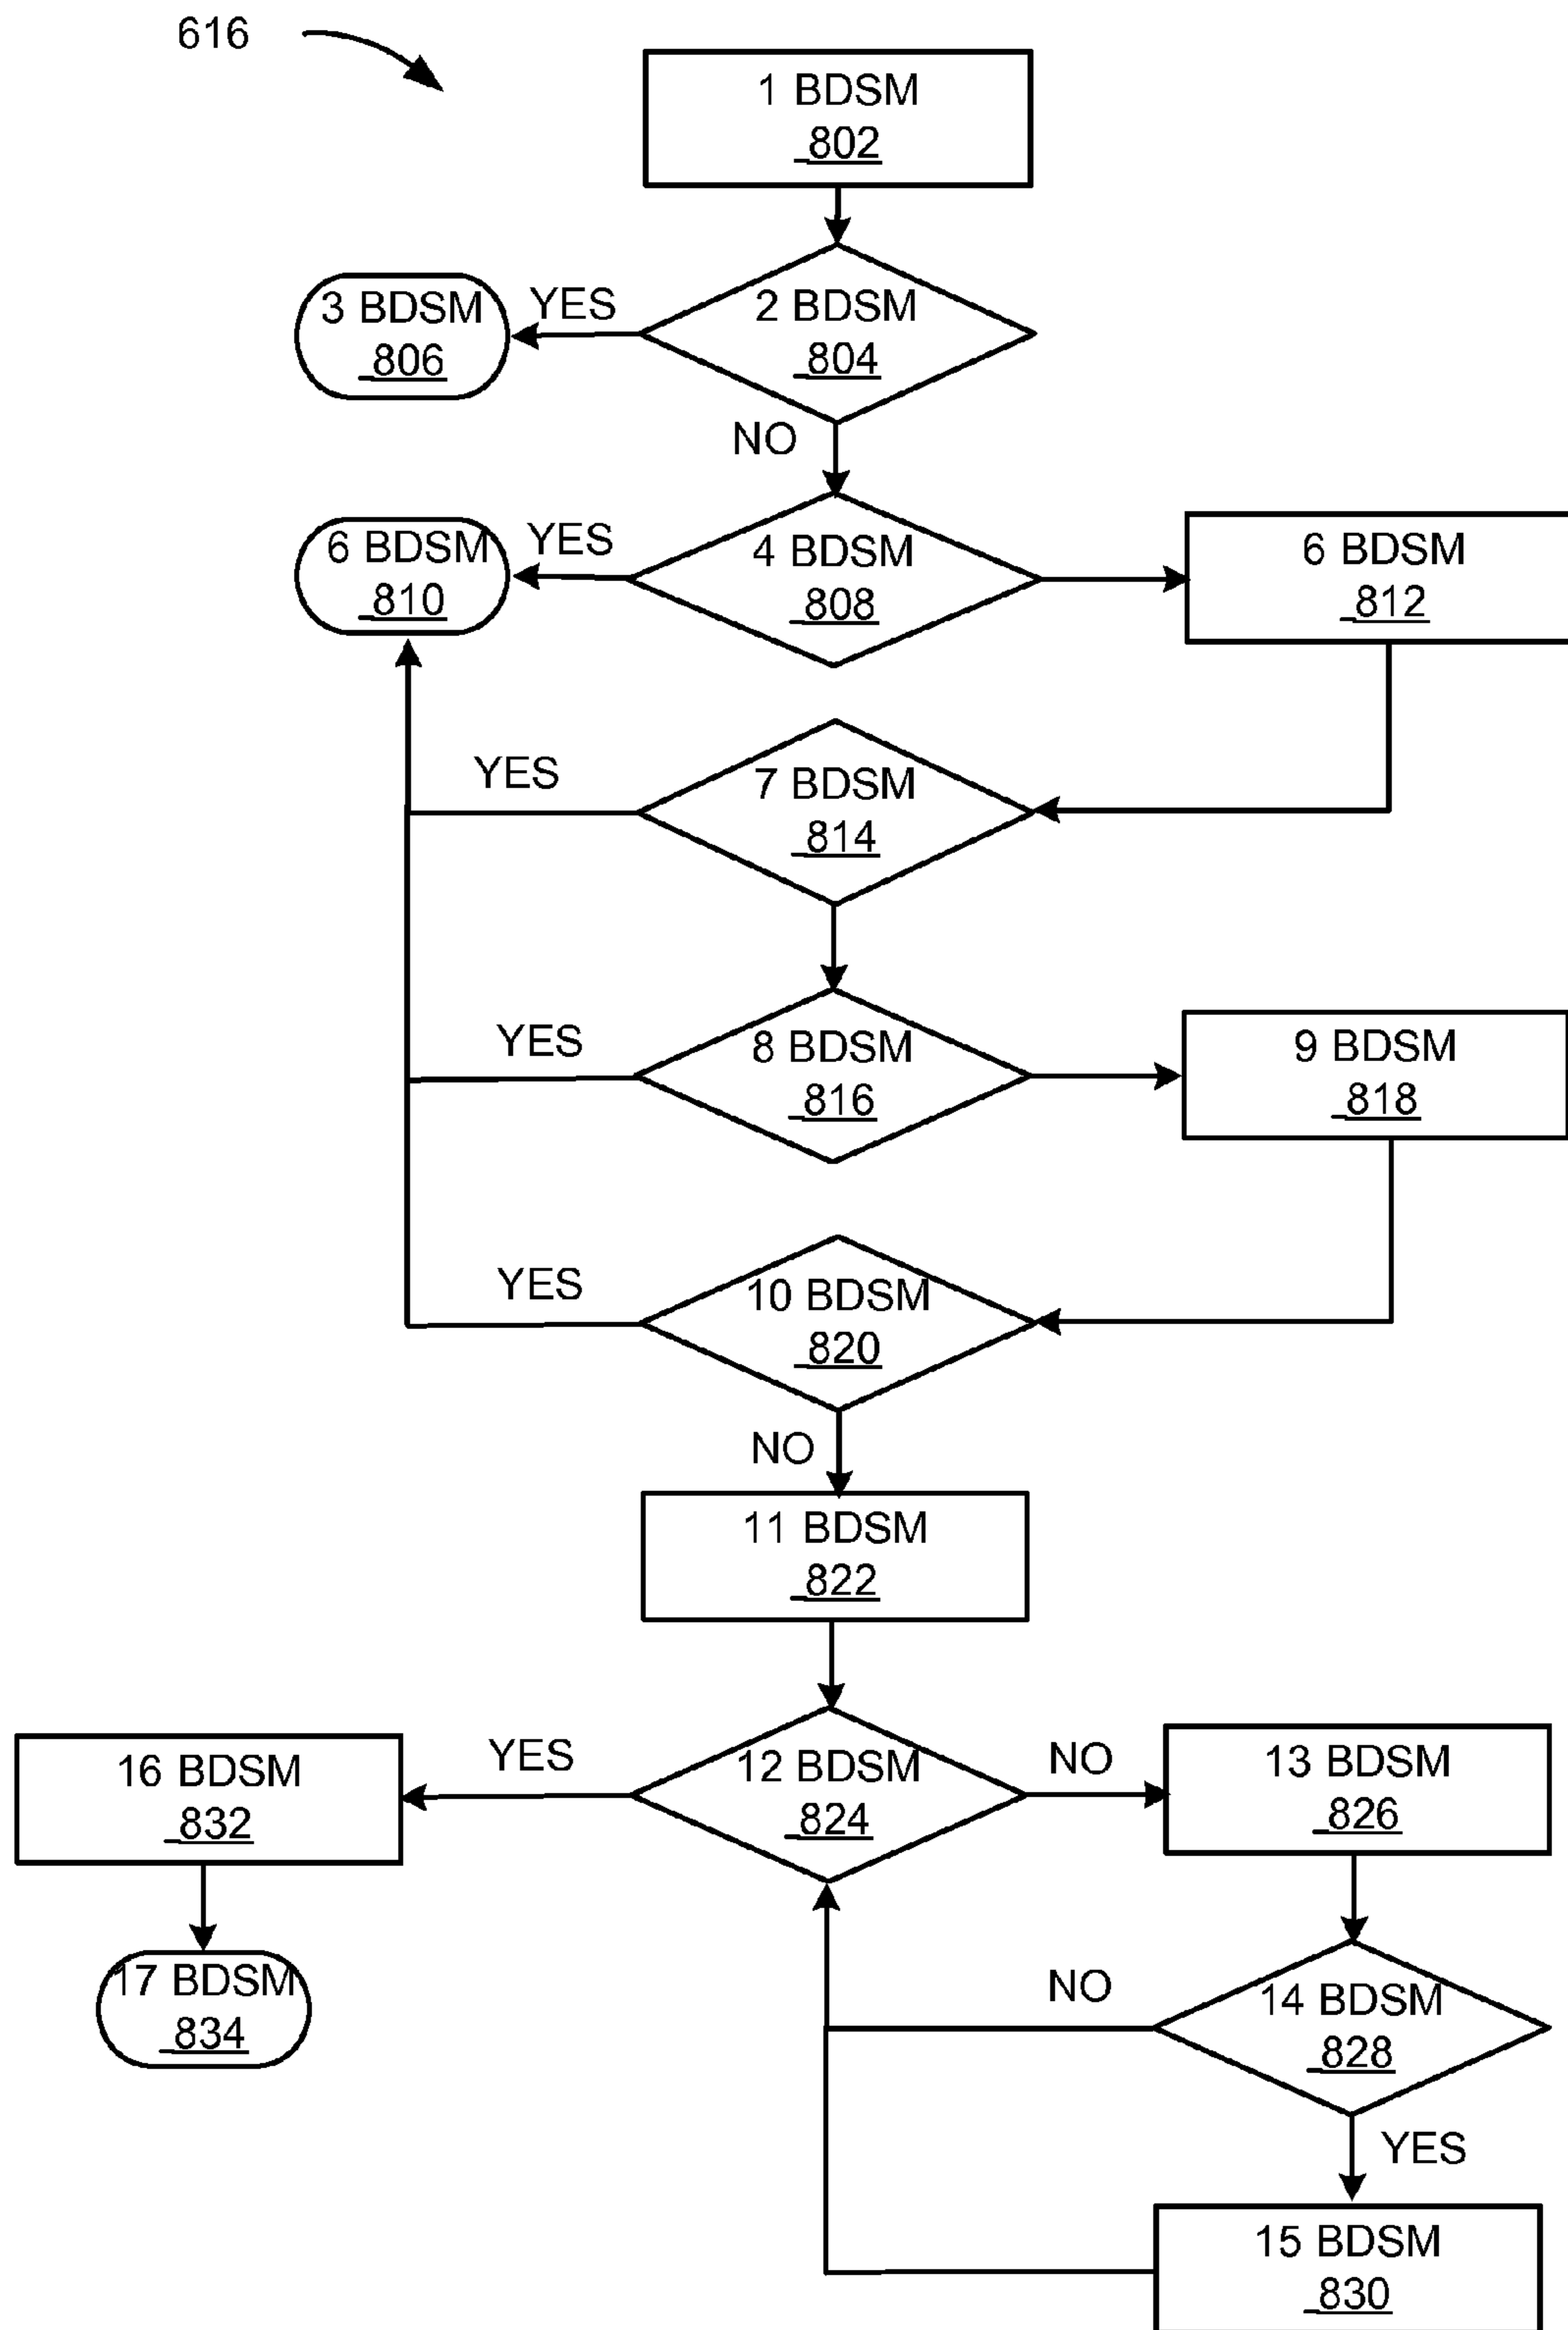 616
1 BDSM
802
YES
3 BDSM
806
2 BDSM
804
NO
YES
6 BDSM
810
4 BDSM
808
6 BDSM
812
YES
7 BDSM
814
YES
8 BDSM
816
9 BDSM
818
YES
10 BDSM
820
NO
11 BDSM
822
16 BDSM
832
YES
12 BDSM
824
NO
13 BDSM
826
17 BDSM
834
NO
14 BDSM
828
YES
15 BDSM
830